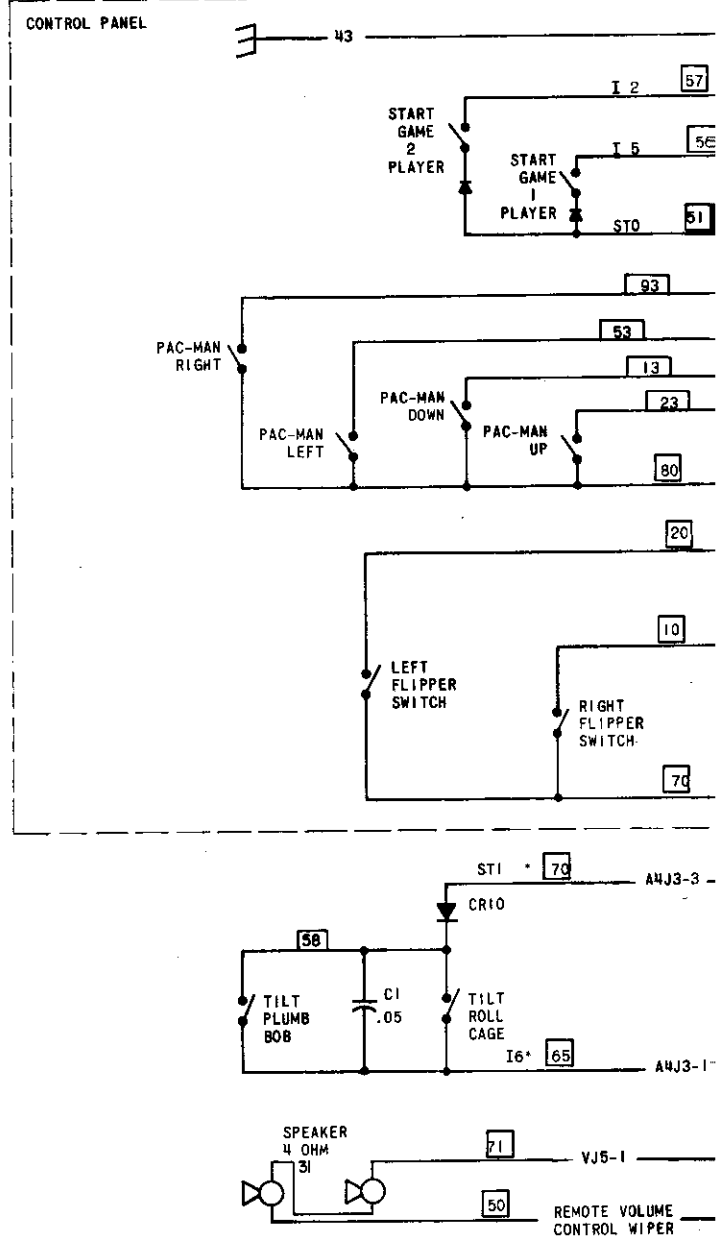 CONTROL PANEL
43
I 2
57
START
GAME
2
PLAYER
I 5
56
START
GAME
1
PLAYER
ST0
51
93
PAC-MAN
RIGHT
53
PAC-MAN
LEFT
13
PAC-MAN
DOWN
23
PAC-MAN
UP
80
20
LEFT
FLIPPER
SWITCH
10
RIGHT
FLIPPER
SWITCH
70
ST1 * 70
A4J3-3
CR10
58
TILT
PLUMB
BOB
C1
.05
TILT
ROLL
CAGE
I6* 65
A4J3-1
SPEAKER
4 OHM
31
71
VJ5-1
50
REMOTE VOLUME
CONTROL WIPER